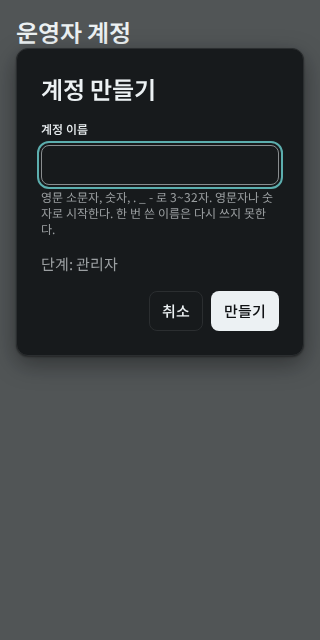 운영자 계정
계정 만들기
계정 이름
영문 소문자, 숫자, . _ - 로 3~32자. 영문자나 숫
자로 시작한다. 한 번 쓴 이름은 다시 쓰지 못한
다.
단계: 관리자
취소
만들기